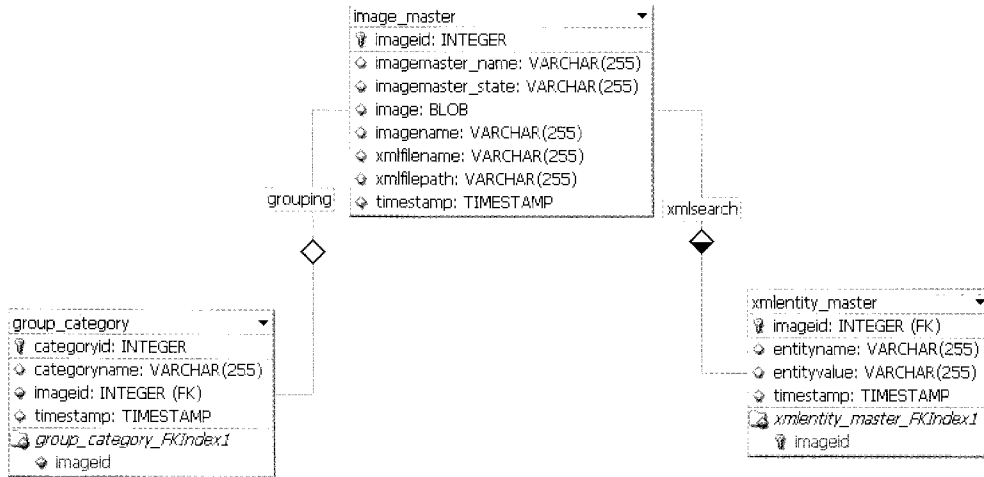 image_master
imageid: INTEGER
imagemaster_name: VARCHAR(255)
imagemaster_state: VARCHAR(255)
image: BLOB
imagename: VARCHAR(255)
xmlfilename: VARCHAR(255)
xmlfilepath: VARCHAR(255)
timestamp: TIMESTAMP
grouping
xmlsearch
group_category
categoryid: INTEGER
categoryname: VARCHAR(255)
imageid: INTEGER (FK)
timestamp: TIMESTAMP
group_category_FKIndex1
imageid
xmlentity_master
imageid: INTEGER (FK)
entityname: VARCHAR(255)
entityvalue: VARCHAR(255)
timestamp: TIMESTAMP
xmlentity_master_FKIndex1
imageid